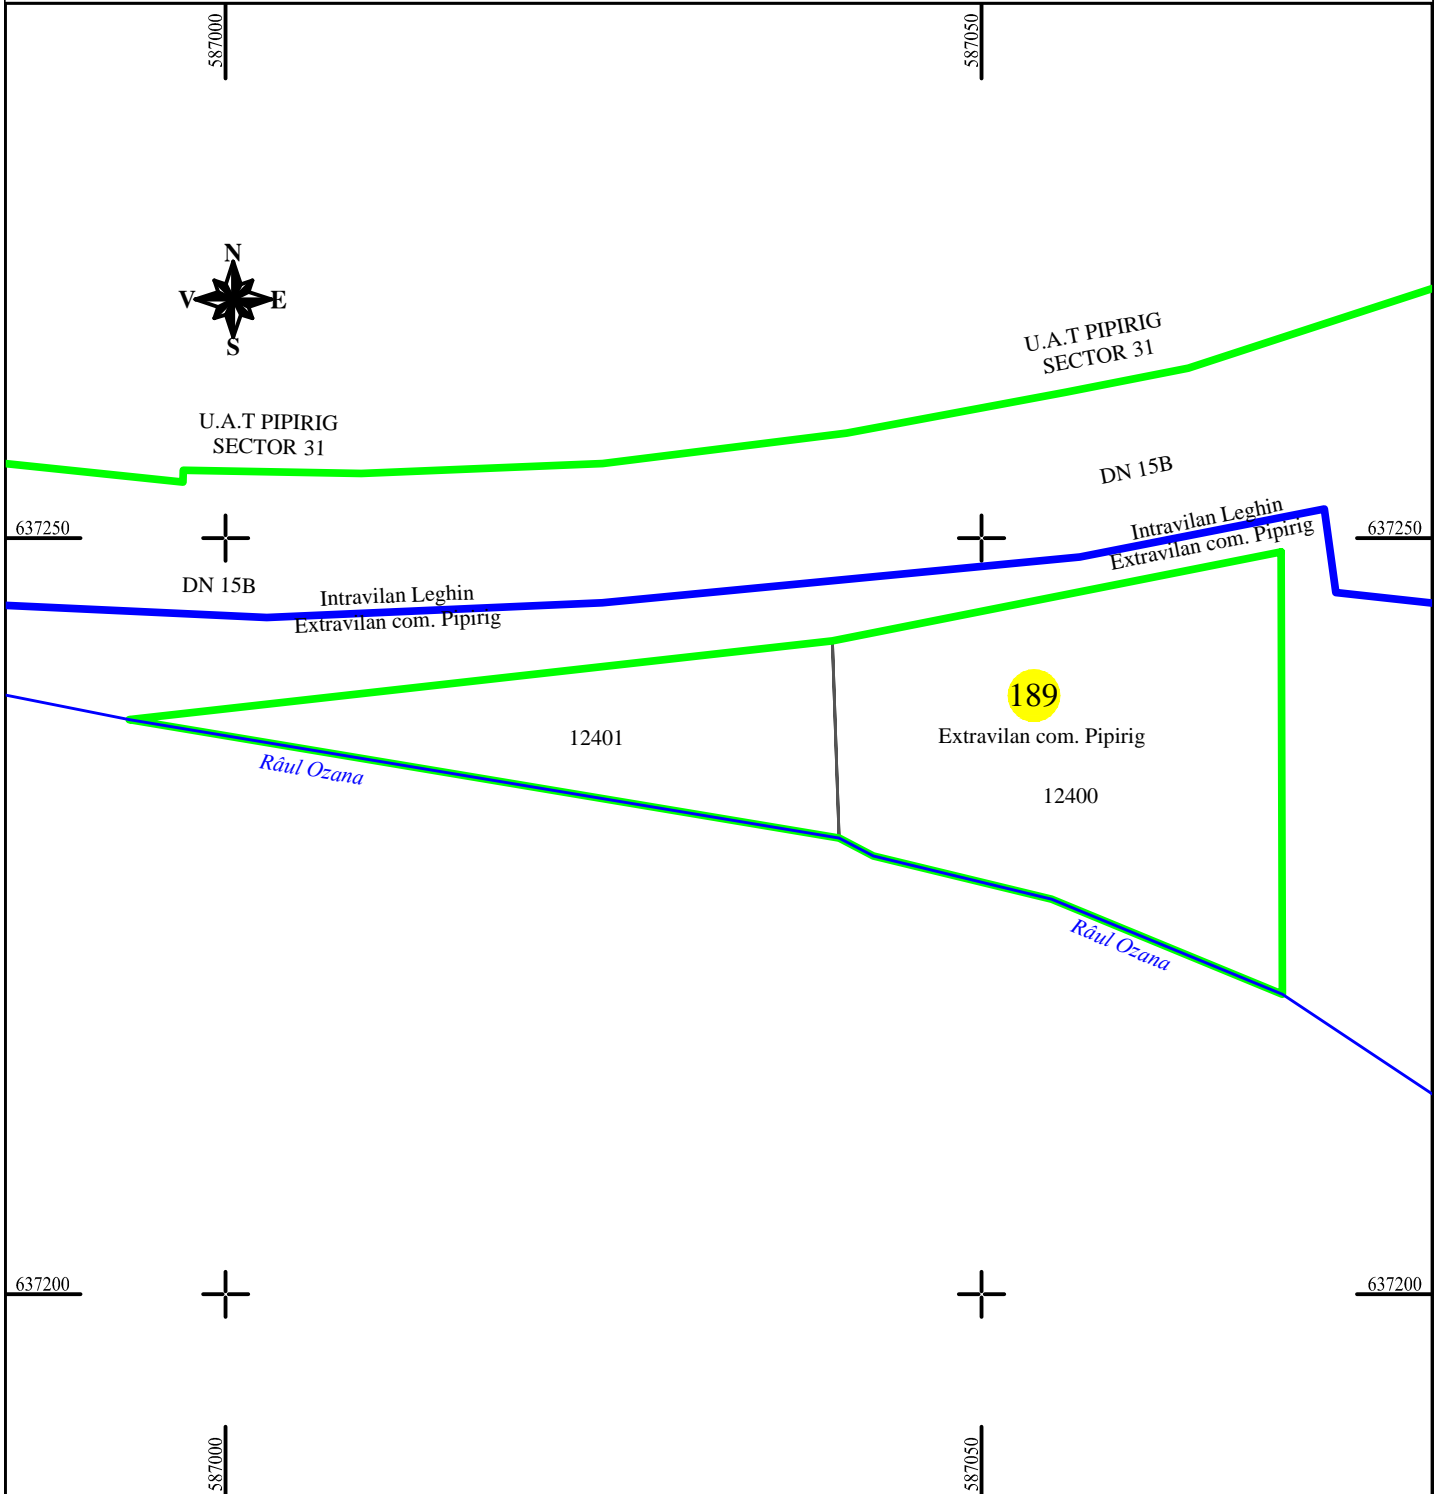 587000
587050
N
V
E
S
U.A.T PIPIRIG
SECTOR 31
U.A.T PIPIRIG
SECTOR 31
DN 15B
637250
637250
Intravilan Leghin
Extravilan com. Pipirig
DN 15B
Intravilan Leghin
Extravilan com. Pipirig
189
Extravilan com. Pipirig
12401
Râul Ozana
12400
Râul Ozana
637200
637200
587000
587050